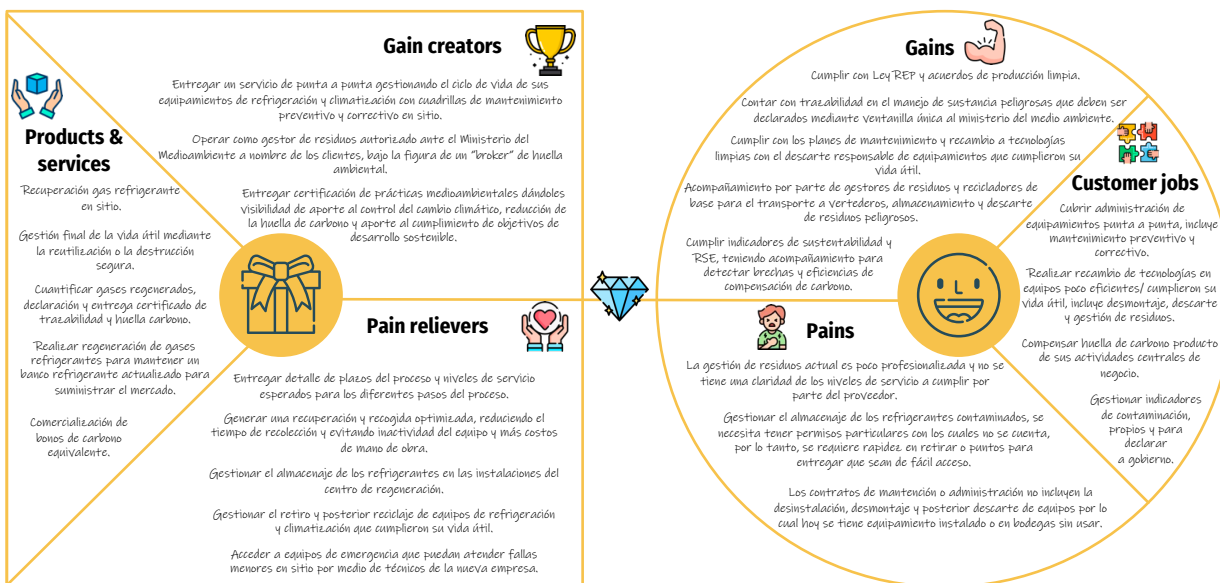 Gain creators
Entregar un servicio de punta a punta gestionando el ciclo de vida de sus
equipamientos de refrigeración y climatización con cuadrillas de mantenimiento
preventivo y correctivo en sitio.
Operar como gestor de residuos autorizado ante el Ministerio del
Medioambiente a nombre de los clientes, bajo la figura de un "broker" de huella
ambiental.
Entregar certificación de prácticas medioambientales dándoles
visibilidad de aporte al control del cambio climático, reducción de
la huella de carbono y aporte al cumplimiento de objetivos de
desarrollo sostenible.
Products &
services
Recuperación gas refrigerante
en sitio.
Gestión final de la vida útil mediante
la reutilización o la destrucción
segura.
Cuantificar gases regenerados,
declaración y entrega certificado de
trazabilidad y huella carbono.
Realizar regeneración de gases
refrigerantes para mantener un
banco refrigerante actualizado para
suministrar el mercado.
Comercialización de
bonos de carbono
equivalente.
Pain relievers
Entregar detalle de plazos del proceso y niveles de servicio
esperados para los diferentes pasos del proceso.
Generar una recuperación y recogida optimizada, reduciendo el
tiempo de recolección y evitando inactividad del equipo y más costos
de mano de obra.
Gestionar el almacenaje de los refrigerantes en las instalaciones del
centro de regeneración.
Gestionar el retiro y posterior reciclaje de equipos de refrigeración
y climatización que cumplieron su vida útil.
Acceder a equipos de emergencia que puedan atender fallas
menores en sitio por medio de técnicos de la nueva empresa.
Gains
Cumplir con Ley REP y acuerdos de producción limpia.
Contar con trazabilidad en el manejo de sustancia peligrosas que deben ser
declarados mediante ventanilla única al ministerio del medio ambiente.
Cumplir con los planes de mantenimiento y recambio a tecnologías
limpias con el descarte responsable de equipamientos que cumplieron su
vida útil.
Acompañamiento por parte de gestores de residuos y recicladores de
base para el transporte a vertederos, almacenamiento y descarte
de residuos peligrosos.
Cumplir indicadores de sustentabilidad y
RSE, teniendo acompañamiento para
detectar brechas y eficiencias de
compensación de carbono.
Customer jobs
Cubrir administración de
equipamientos punta a punta, incluye
mantenimiento preventivo y
correctivo.
Realizar recambio de tecnologías en
equipos poco eficientes/ cumplieron su
vida útil, incluye desmontaje, descarte
y gestión de residuos.
Compensar huella de carbono producto
de sus actividades centrales de
negocio.
Gestionar indicadores
de contaminación,
propios y para
declarar
a gobierno.
Pains
La gestión de residuos actual es poco profesionalizada y no se
tiene una claridad de los niveles de servicio a cumplir por
parte del proveedor.
Gestionar el almacenaje de los refrigerantes contaminados, se
necesita tener permisos particulares con los cuales no se cuenta,
por lo tanto, se requiere rapidez en retirar o puntos para
entregar que sean de fácil acceso.
Los contratos de mantención o administración no incluyen la
desinstalación, desmontaje y posterior descarte de equipos por lo
cual hoy se tiene equipamiento instalado o en bodegas sin usar.